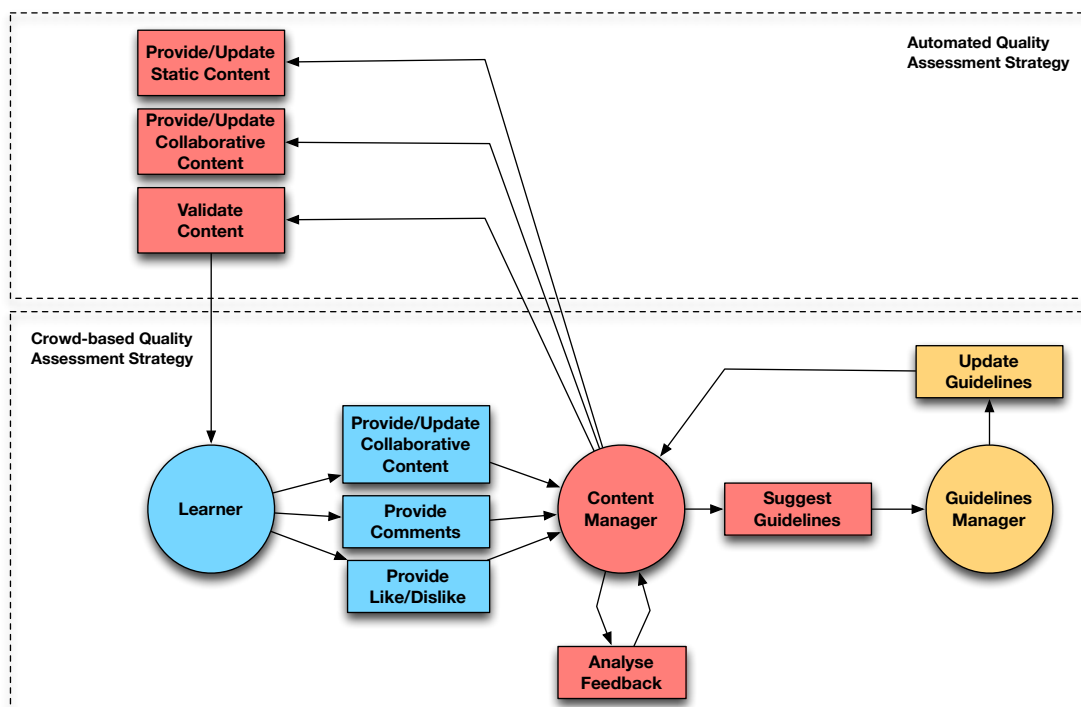 Automated Quality
Assessment Strategy
Provide/Update
Static Content
Provide/Update
Collaborative
Content
Validate
Content
Crowd-based Quality
Assessment Strategy
Update
Guidelines
Provide/Update
Collaborative
Content
Learner
Provide
Comments
Provide
Like/Dislike
Content
Manager
Suggest
Guidelines
Guidelines
Manager
Analyse
Feedback